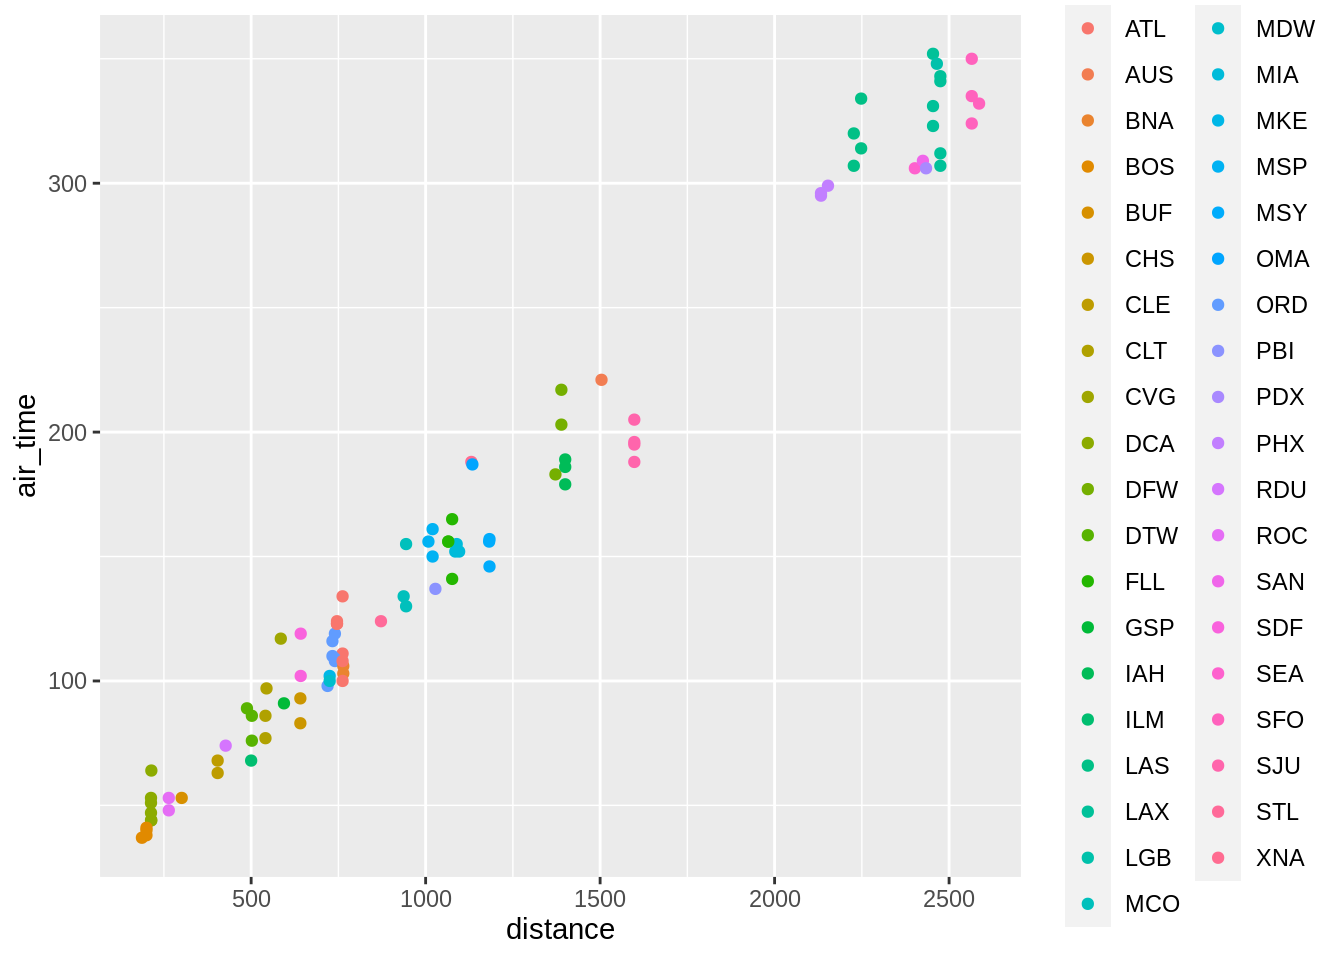 300
200
100
air_time
500
1000
1500
2000
2500
distance
ATL
AUS
BNA
BOS
BUF
CHS
CLE
CLT
CVG
DCA
DFW
DTW
FLL
GSP
IAH
ILM
LAS
LAX
LGB
MCO
MDW
MIA
MKE
MSP
MSY
OMA
ORD
PBI
PDX
PHX
RDU
ROC
SAN
SDF
SEA
SFO
SJU
STL
XNA